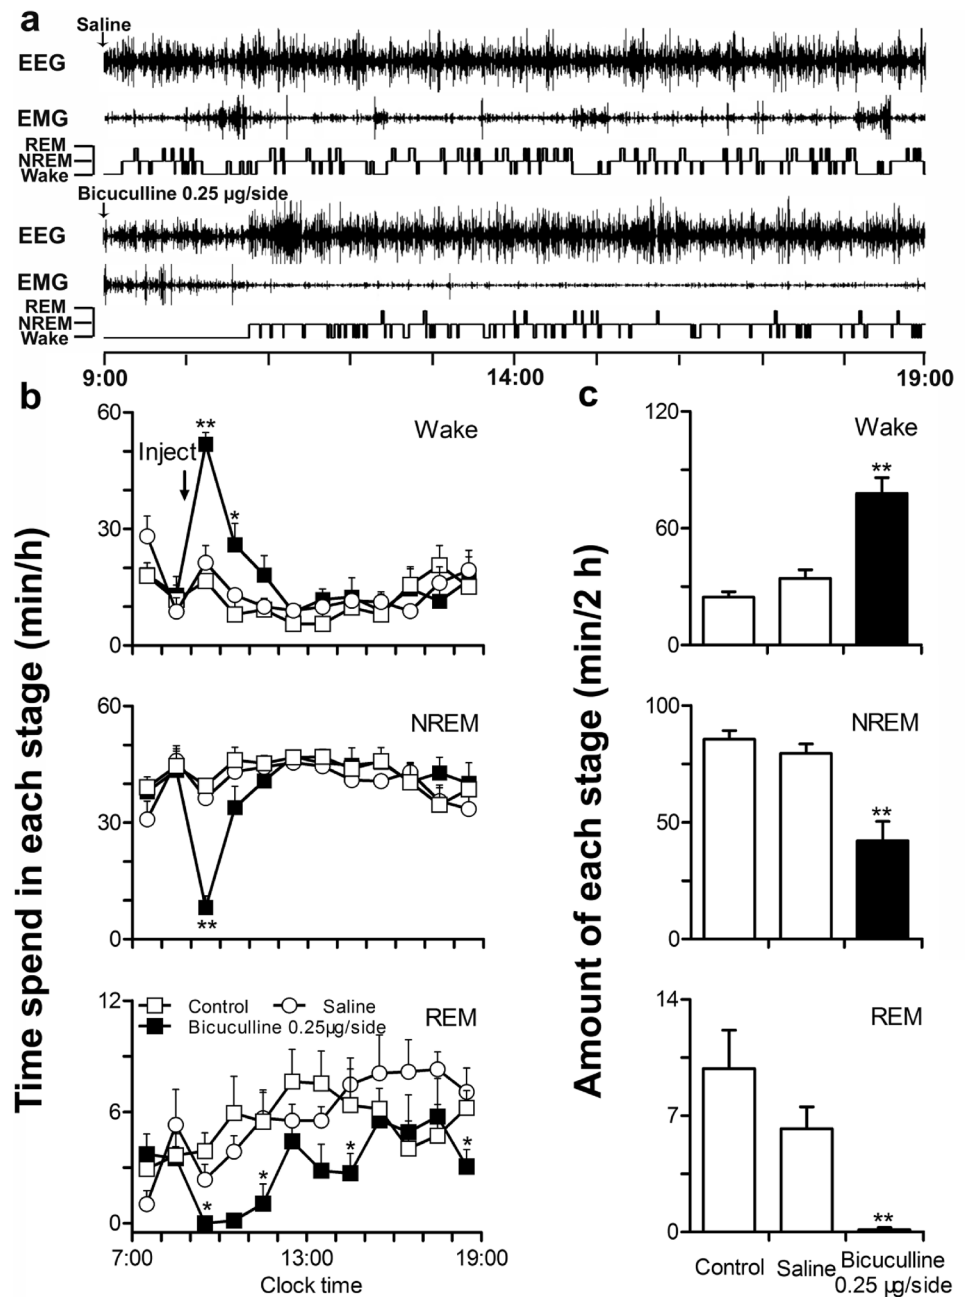 a
Saline
EEG
EMG
REM
NREM
Wake
Bicuculline 0.25 µg/side
EEG
EMG
REM
NREM
Wake
9:00 14:00 19:00
b
Time spend in each stage (min/h)
60
30
0
Inject
**
*
Wake
60
30
0
**
NREM
12
6
0
Control Saline
Bicuculline 0.25µg/side
REM
*
*
*
*
7:00 13:00 19:00
Clock time
c
Amount of each stage (min/2 h)
120
60
0
Wake
**
100
50
0
NREM
**
14
7
0
REM
**
Control Saline Bicuculline
0.25 µg/side